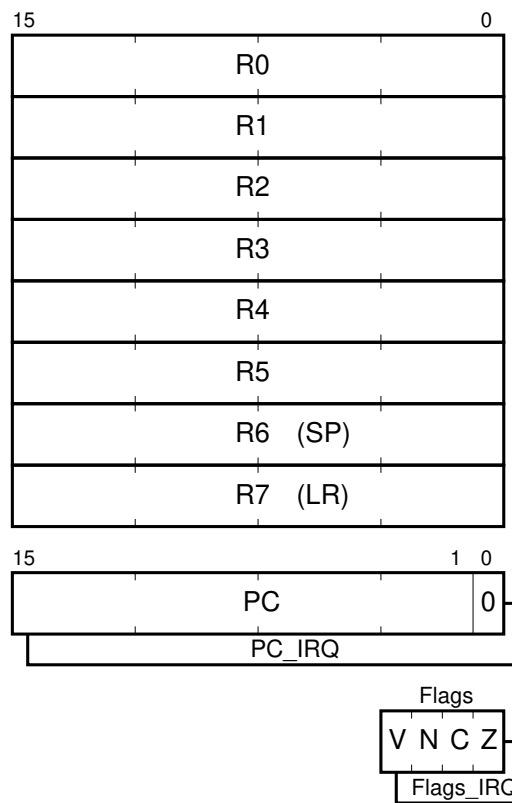 15 0
R0
R1
R2
R3
R4
R5
R6 (SP)
R7 (LR)
15 1 0
PC 0
PC_IRQ
Flags
V N C Z
Flags_IRQ